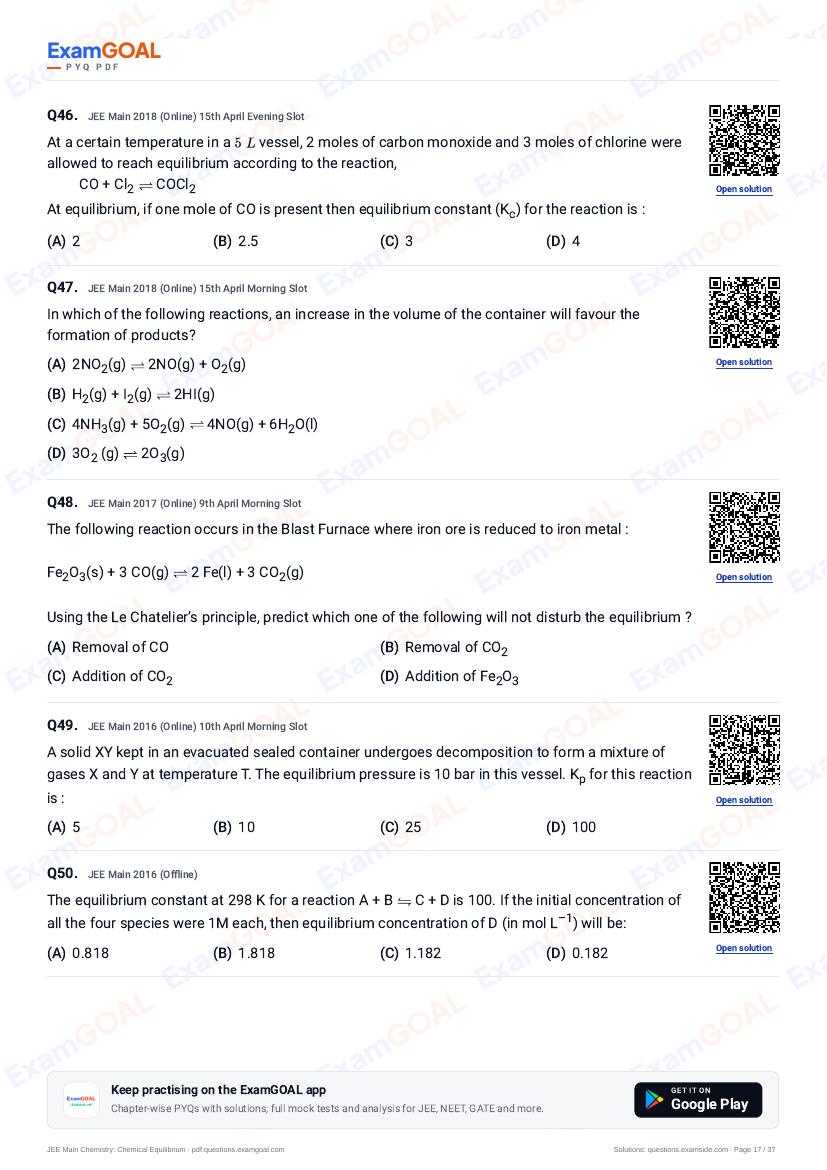 ExamGOAL
PYQ PDF
Q46. JEE Main 2018 (Online) 15th April Evening Slot
At a certain temperature in a 5 L vessel, 2 moles of carbon monoxide and 3 moles of chlorine were
allowed to reach equilibrium according to the reaction,
CO + Cl₂ ⇌ COCl₂
At equilibrium, if one mole of CO is present then equilibrium constant (K_c) for the reaction is :
(A) 2 (B) 2.5 (C) 3 (D) 4
Open solution
Q47. JEE Main 2018 (Online) 15th April Morning Slot
In which of the following reactions, an increase in the volume of the container will favour the
formation of products?
(A) 2NO₂(g) ⇌ 2NO(g) + O₂(g)
(B) H₂(g) + I₂(g) ⇌ 2HI(g)
(C) 4NH₃(g) + 5O₂(g) ⇌ 4NO(g) + 6H₂O(l)
(D) 3O₂ (g) ⇌ 2O₃(g)
Open solution
Q48. JEE Main 2017 (Online) 9th April Morning Slot
The following reaction occurs in the Blast Furnace where iron ore is reduced to iron metal :
Fe₂O₃(s) + 3 CO(g) ⇌ 2 Fe(l) + 3 CO₂(g)
Using the Le Chatelier’s principle, predict which one of the following will not disturb the equilibrium ?
(A) Removal of CO (B) Removal of CO₂
(C) Addition of CO₂ (D) Addition of Fe₂O₃
Open solution
Q49. JEE Main 2016 (Online) 10th April Morning Slot
A solid XY kept in an evacuated sealed container undergoes decomposition to form a mixture of
gases X and Y at temperature T. The equilibrium pressure is 10 bar in this vessel. K_p for this reaction
is :
(A) 5 (B) 10 (C) 25 (D) 100
Open solution
Q50. JEE Main 2016 (Offline)
The equilibrium constant at 298 K for a reaction A + B ⇋ C + D is 100. If the initial concentration of
all the four species were 1M each, then equilibrium concentration of D (in mol L⁻¹) will be:
(A) 0.818 (B) 1.818 (C) 1.182 (D) 0.182
Open solution
ExamGOAL
Keep practising on the ExamGOAL app
Chapter-wise PYQs with solutions, full mock tests and analysis for JEE, NEET, GATE and more.
GET IT ON
Google Play
JEE Main Chemistry: Chemical Equilibrium · pdf.questions.examgoal.com
Solutions: questions.examside.com · Page 17 / 37